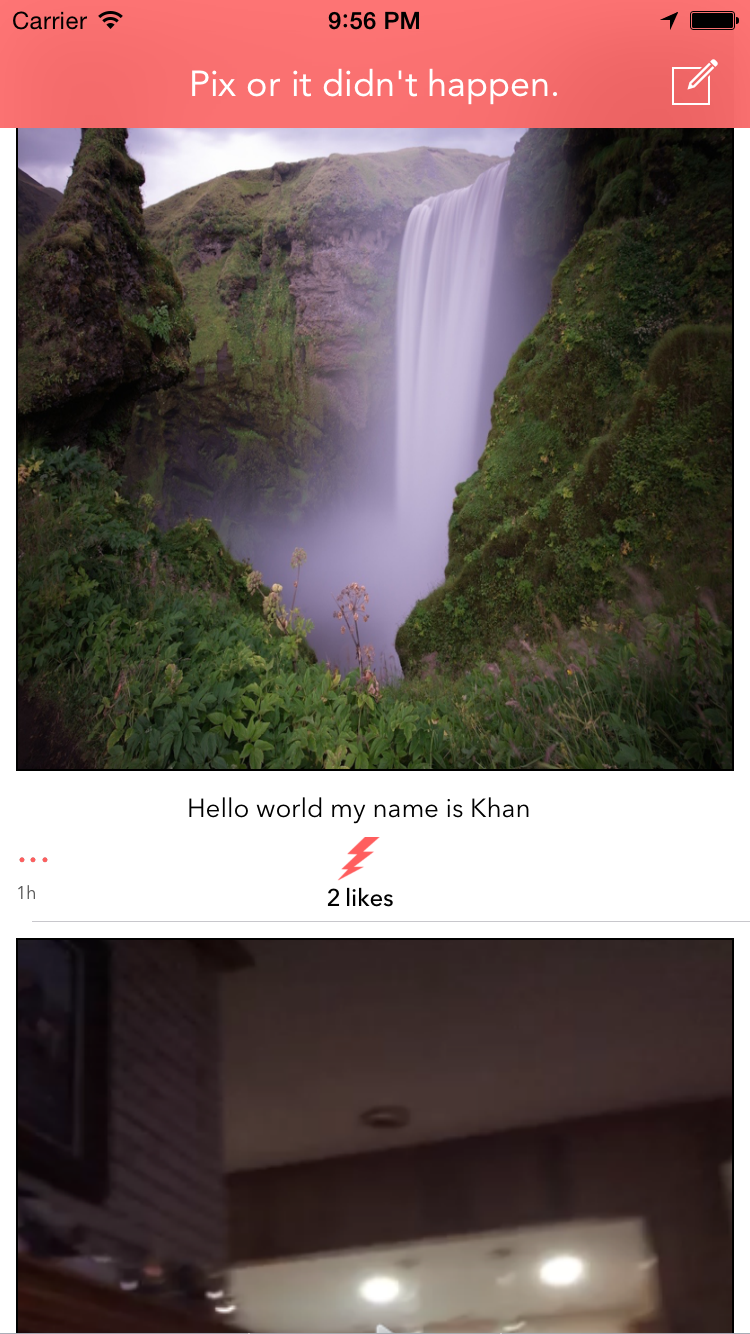 Carrier 9:56 PM
Pix or it didn't happen.
Hello world my name is Khan
1h
2 likes